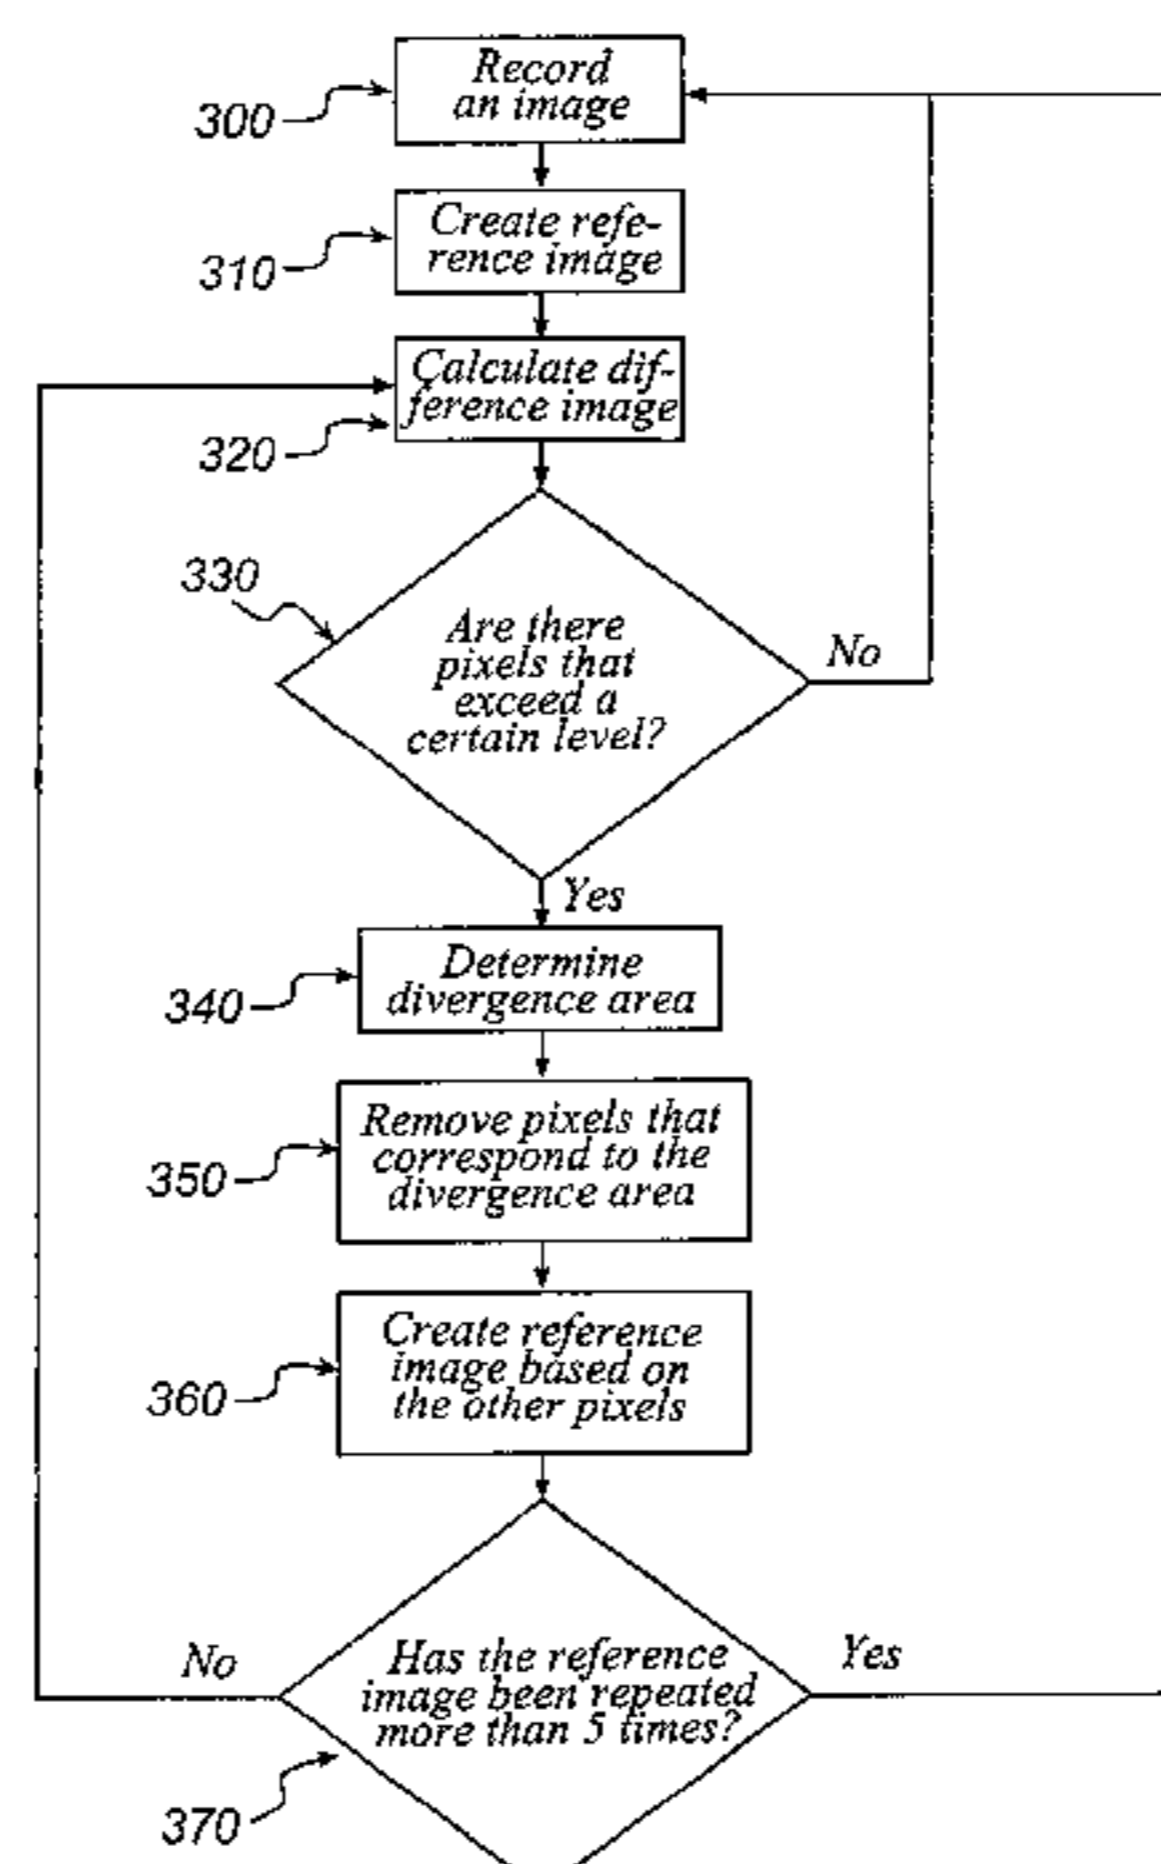 Record
an image
300
Create refe-
rence image
310
Calculate dif-
ference image
320
330
Are there
pixels that
exceed a
certain level?
No
Yes
Determine
divergence area
340
Remove pixels that
correspond to the
divergence area
350
Create reference
image based on
the other pixels
360
No
Has the reference
image been repeated
more than 5 times?
Yes
370